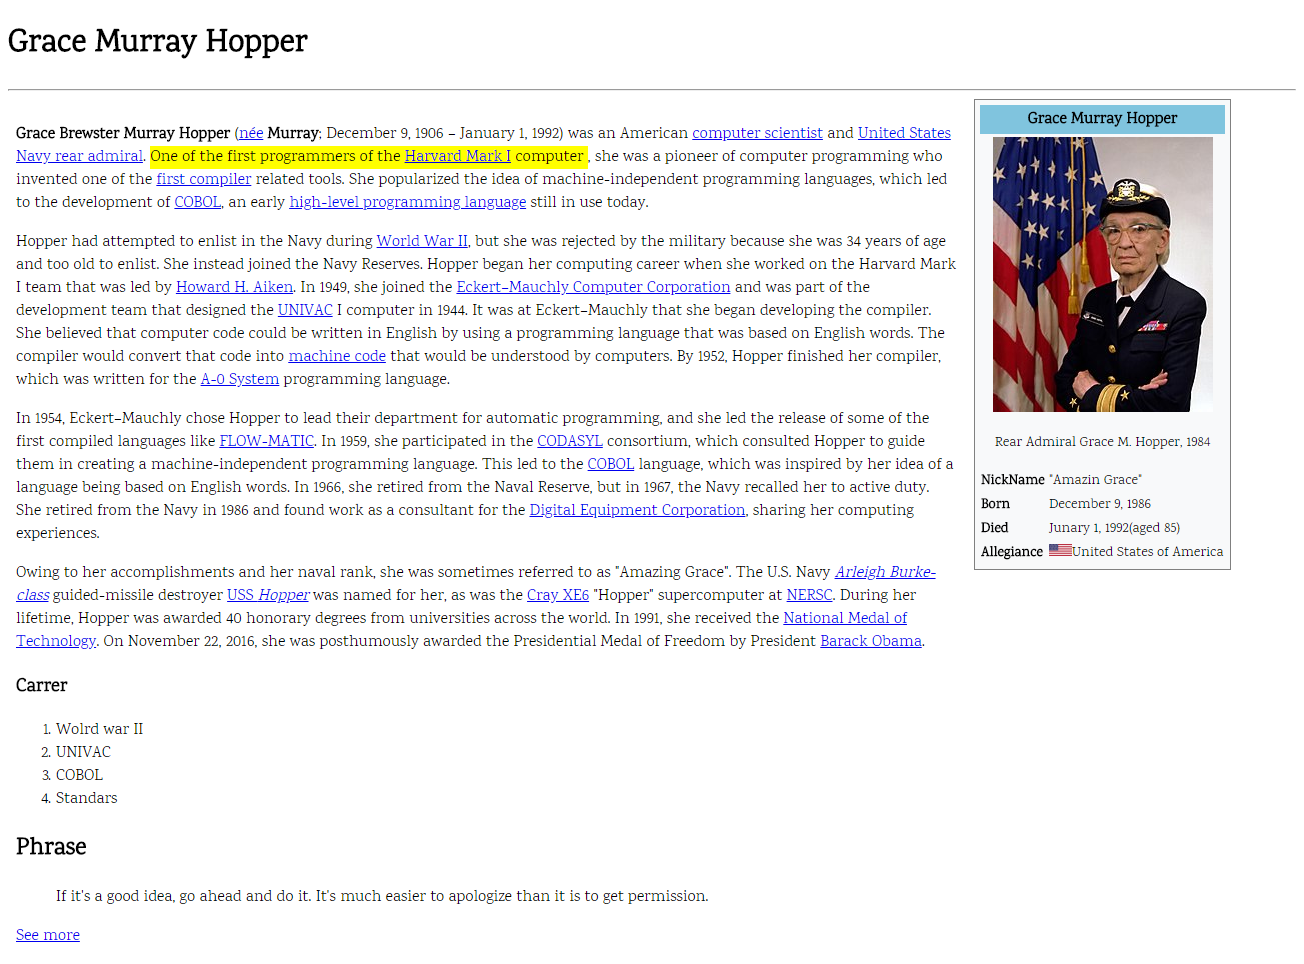 Grace Murray Hopper
Grace Brewster Murray Hopper (née Murray; December 9, 1906 – January 1, 1992) was an American computer scientist and United States
Navy rear admiral. One of the first programmers of the Harvard Mark I computer , she was a pioneer of computer programming who
invented one of the first compiler related tools. She popularized the idea of machine-independent programming languages, which led
to the development of COBOL, an early high-level programming language still in use today.
Hopper had attempted to enlist in the Navy during World War II, but she was rejected by the military because she was 34 years of age
and too old to enlist. She instead joined the Navy Reserves. Hopper began her computing career when she worked on the Harvard Mark
I team that was led by Howard H. Aiken. In 1949, she joined the Eckert–Mauchly Computer Corporation and was part of the
development team that designed the UNIVAC I computer in 1944. It was at Eckert–Mauchly that she began developing the compiler.
She believed that computer code could be written in English by using a programming language that was based on English words. The
compiler would convert that code into machine code that would be understood by computers. By 1952, Hopper finished her compiler,
which was written for the A-0 System programming language.
In 1954, Eckert–Mauchly chose Hopper to lead their department for automatic programming, and she led the release of some of the
first compiled languages like FLOW-MATIC. In 1959, she participated in the CODASYL consortium, which consulted Hopper to guide
them in creating a machine-independent programming language. This led to the COBOL language, which was inspired by her idea of a
language being based on English words. In 1966, she retired from the Naval Reserve, but in 1967, the Navy recalled her to active duty.
She retired from the Navy in 1986 and found work as a consultant for the Digital Equipment Corporation, sharing her computing
experiences.
Owing to her accomplishments and her naval rank, she was sometimes referred to as "Amazing Grace". The U.S. Navy Arleigh Burke-
class guided-missile destroyer USS Hopper was named for her, as was the Cray XE6 "Hopper" supercomputer at NERSC. During her
lifetime, Hopper was awarded 40 honorary degrees from universities across the world. In 1991, she received the National Medal of
Technology. On November 22, 2016, she was posthumously awarded the Presidential Medal of Freedom by President Barack Obama.
Carrer
1. Wolrd war II
2. UNIVAC
3. COBOL
4. Standars
Phrase
If it's a good idea, go ahead and do it. It's much easier to apologize than it is to get permission.
See more
Grace Murray Hopper
Rear Admiral Grace M. Hopper, 1984
NickName "Amazin Grace"
Born December 9, 1986
Died Junary 1, 1992(aged 85)
Allegiance United States of America